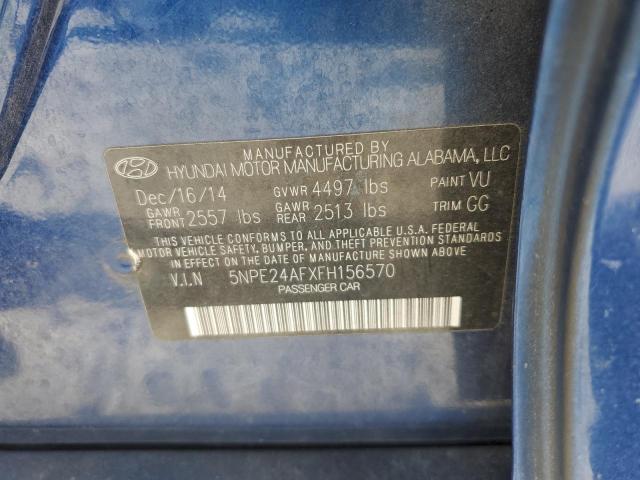 MANUFACTURED BY
HYUNDAI MOTOR MANUFACTURING ALABAMA, LLC
Dec/16/14 GVWR 4497 lbs PAINT VU
GAWR FRONT 2557 lbs GAWR REAR 2513 lbs TRIM GG
THIS VEHICLE CONFORMS TO ALL APPLICABLE U.S.A. FEDERAL
MOTOR VEHICLE SAFETY, BUMPER, AND THEFT PREVENTION STANDARDS
IN EFFECT ON THE DATE OF MANUFACTURE SHOWN ABOVE.
V.I.N 5NPE24AFXFH156570
PASSENGER CAR